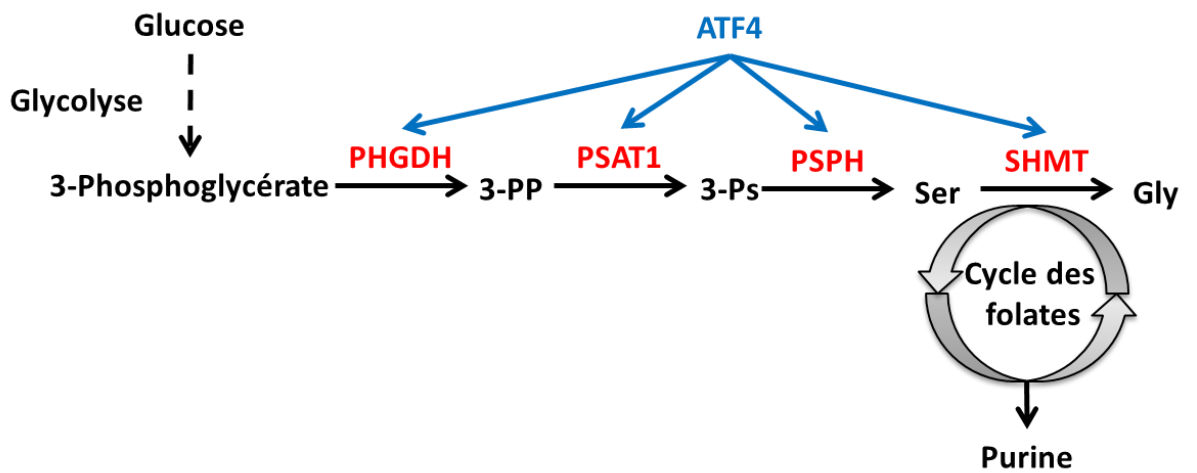 Glucose
ATF4
Glycolyse
PHGDH
PSAT1
PSPH
SHMT
3-Phosphoglycérate
3-PP
3-Ps
Ser
Gly
Cycle des
folates
Purine